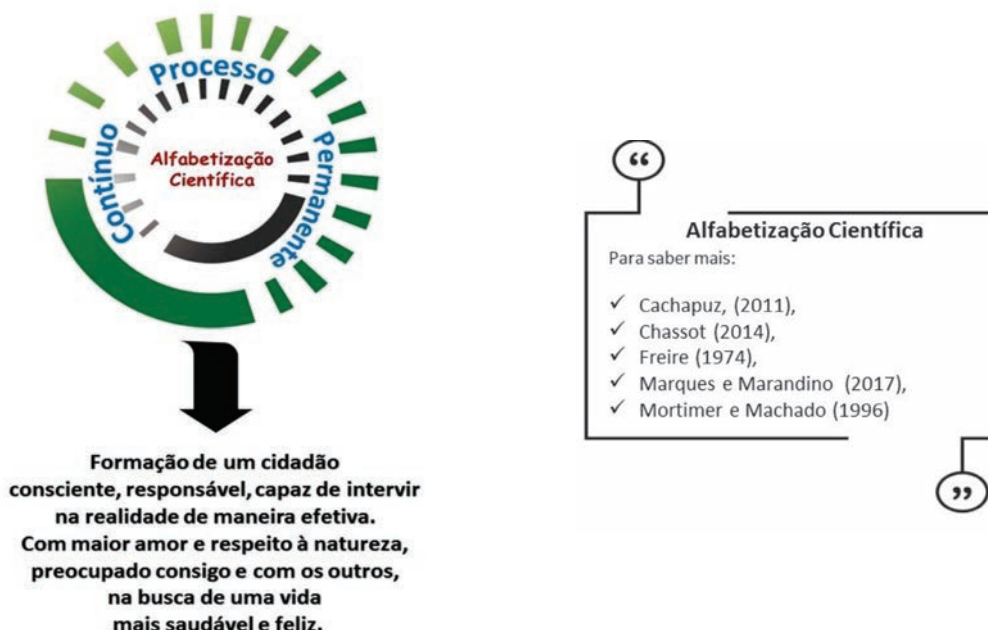 Processo
Contínuo
Permanente
Alfabetização
Científica
Formação de um cidadão
consciente, responsável, capaz de intervir
na realidade de maneira efetiva.
Com maior amor e respeito à natureza,
preocupado consigo e com os outros,
na busca de uma vida
mais saudável e feliz.
“
Alfabetização Científica
Para saber mais:
✓ Cachapuz, (2011),
✓ Chassot (2014),
✓ Freire (1974),
✓ Marques e Marandino (2017),
✓ Mortimer e Machado (1996)
”